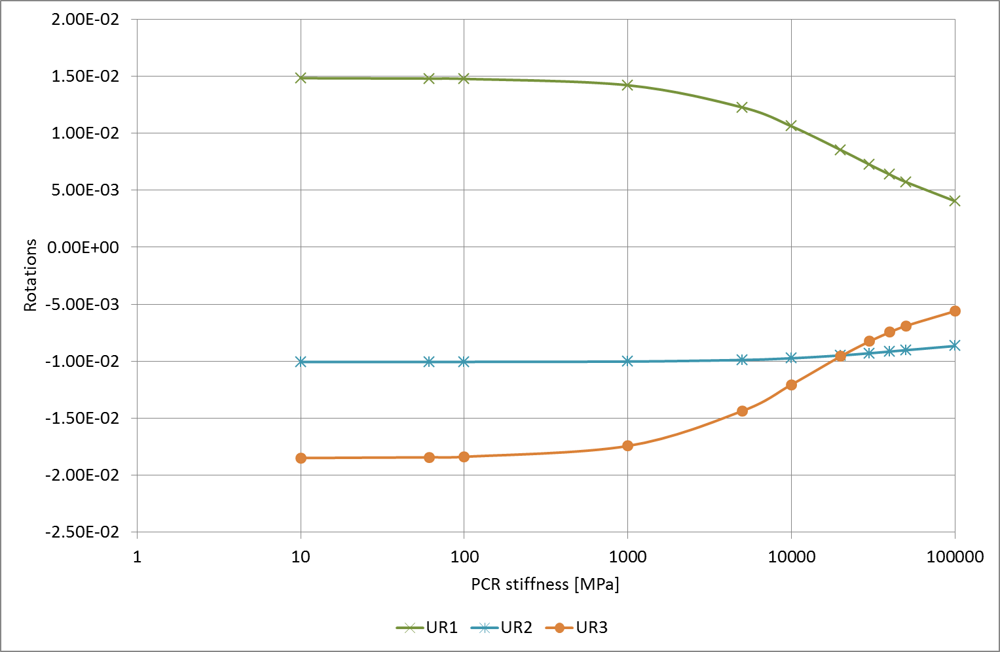 2.00E-02
1.50E-02
1.00E-02
5.00E-03
0.00E+00
-5.00E-03
-1.00E-02
-1.50E-02
-2.00E-02
-2.50E-02
Rotations
1 10 100 1000 10000 100000
PCR stiffness [MPa]
UR1 UR2 UR3